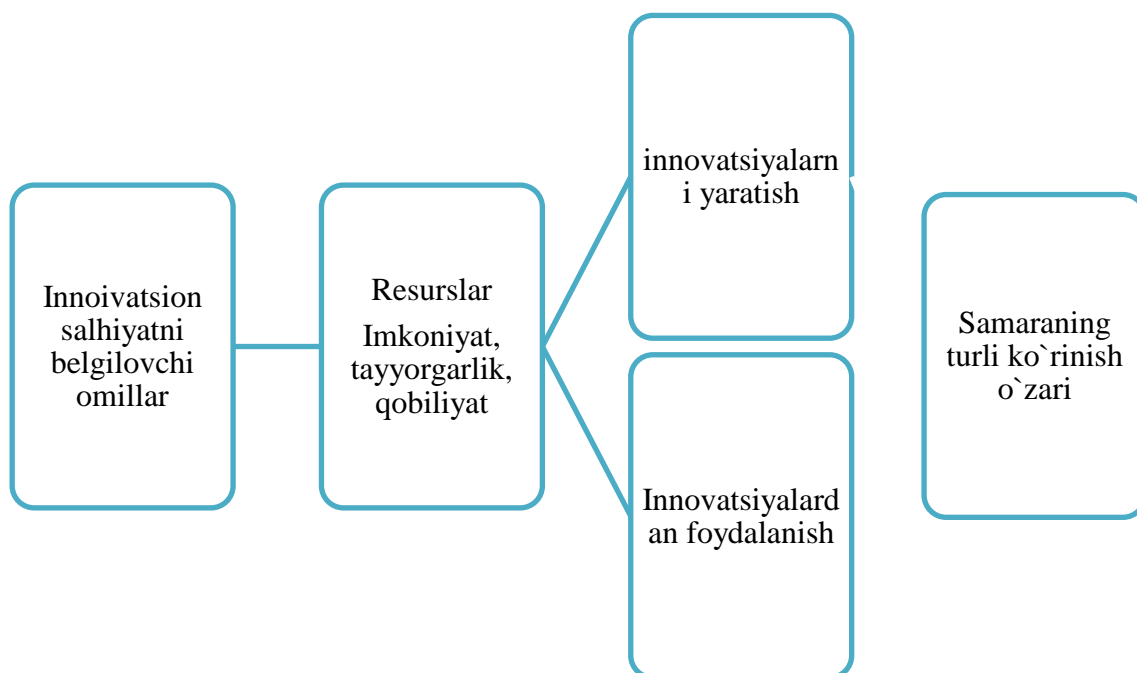 Innoivatsion
salhiyatni
belgilovchi
omillar
Resurslar
Imkoniyat,
tayyorgarlik,
qobiliyat
innovatsiyalarn
i yaratish
Innovatsiyalard
an foydalanish
Samaraning
turli ko`rinish
o`zari